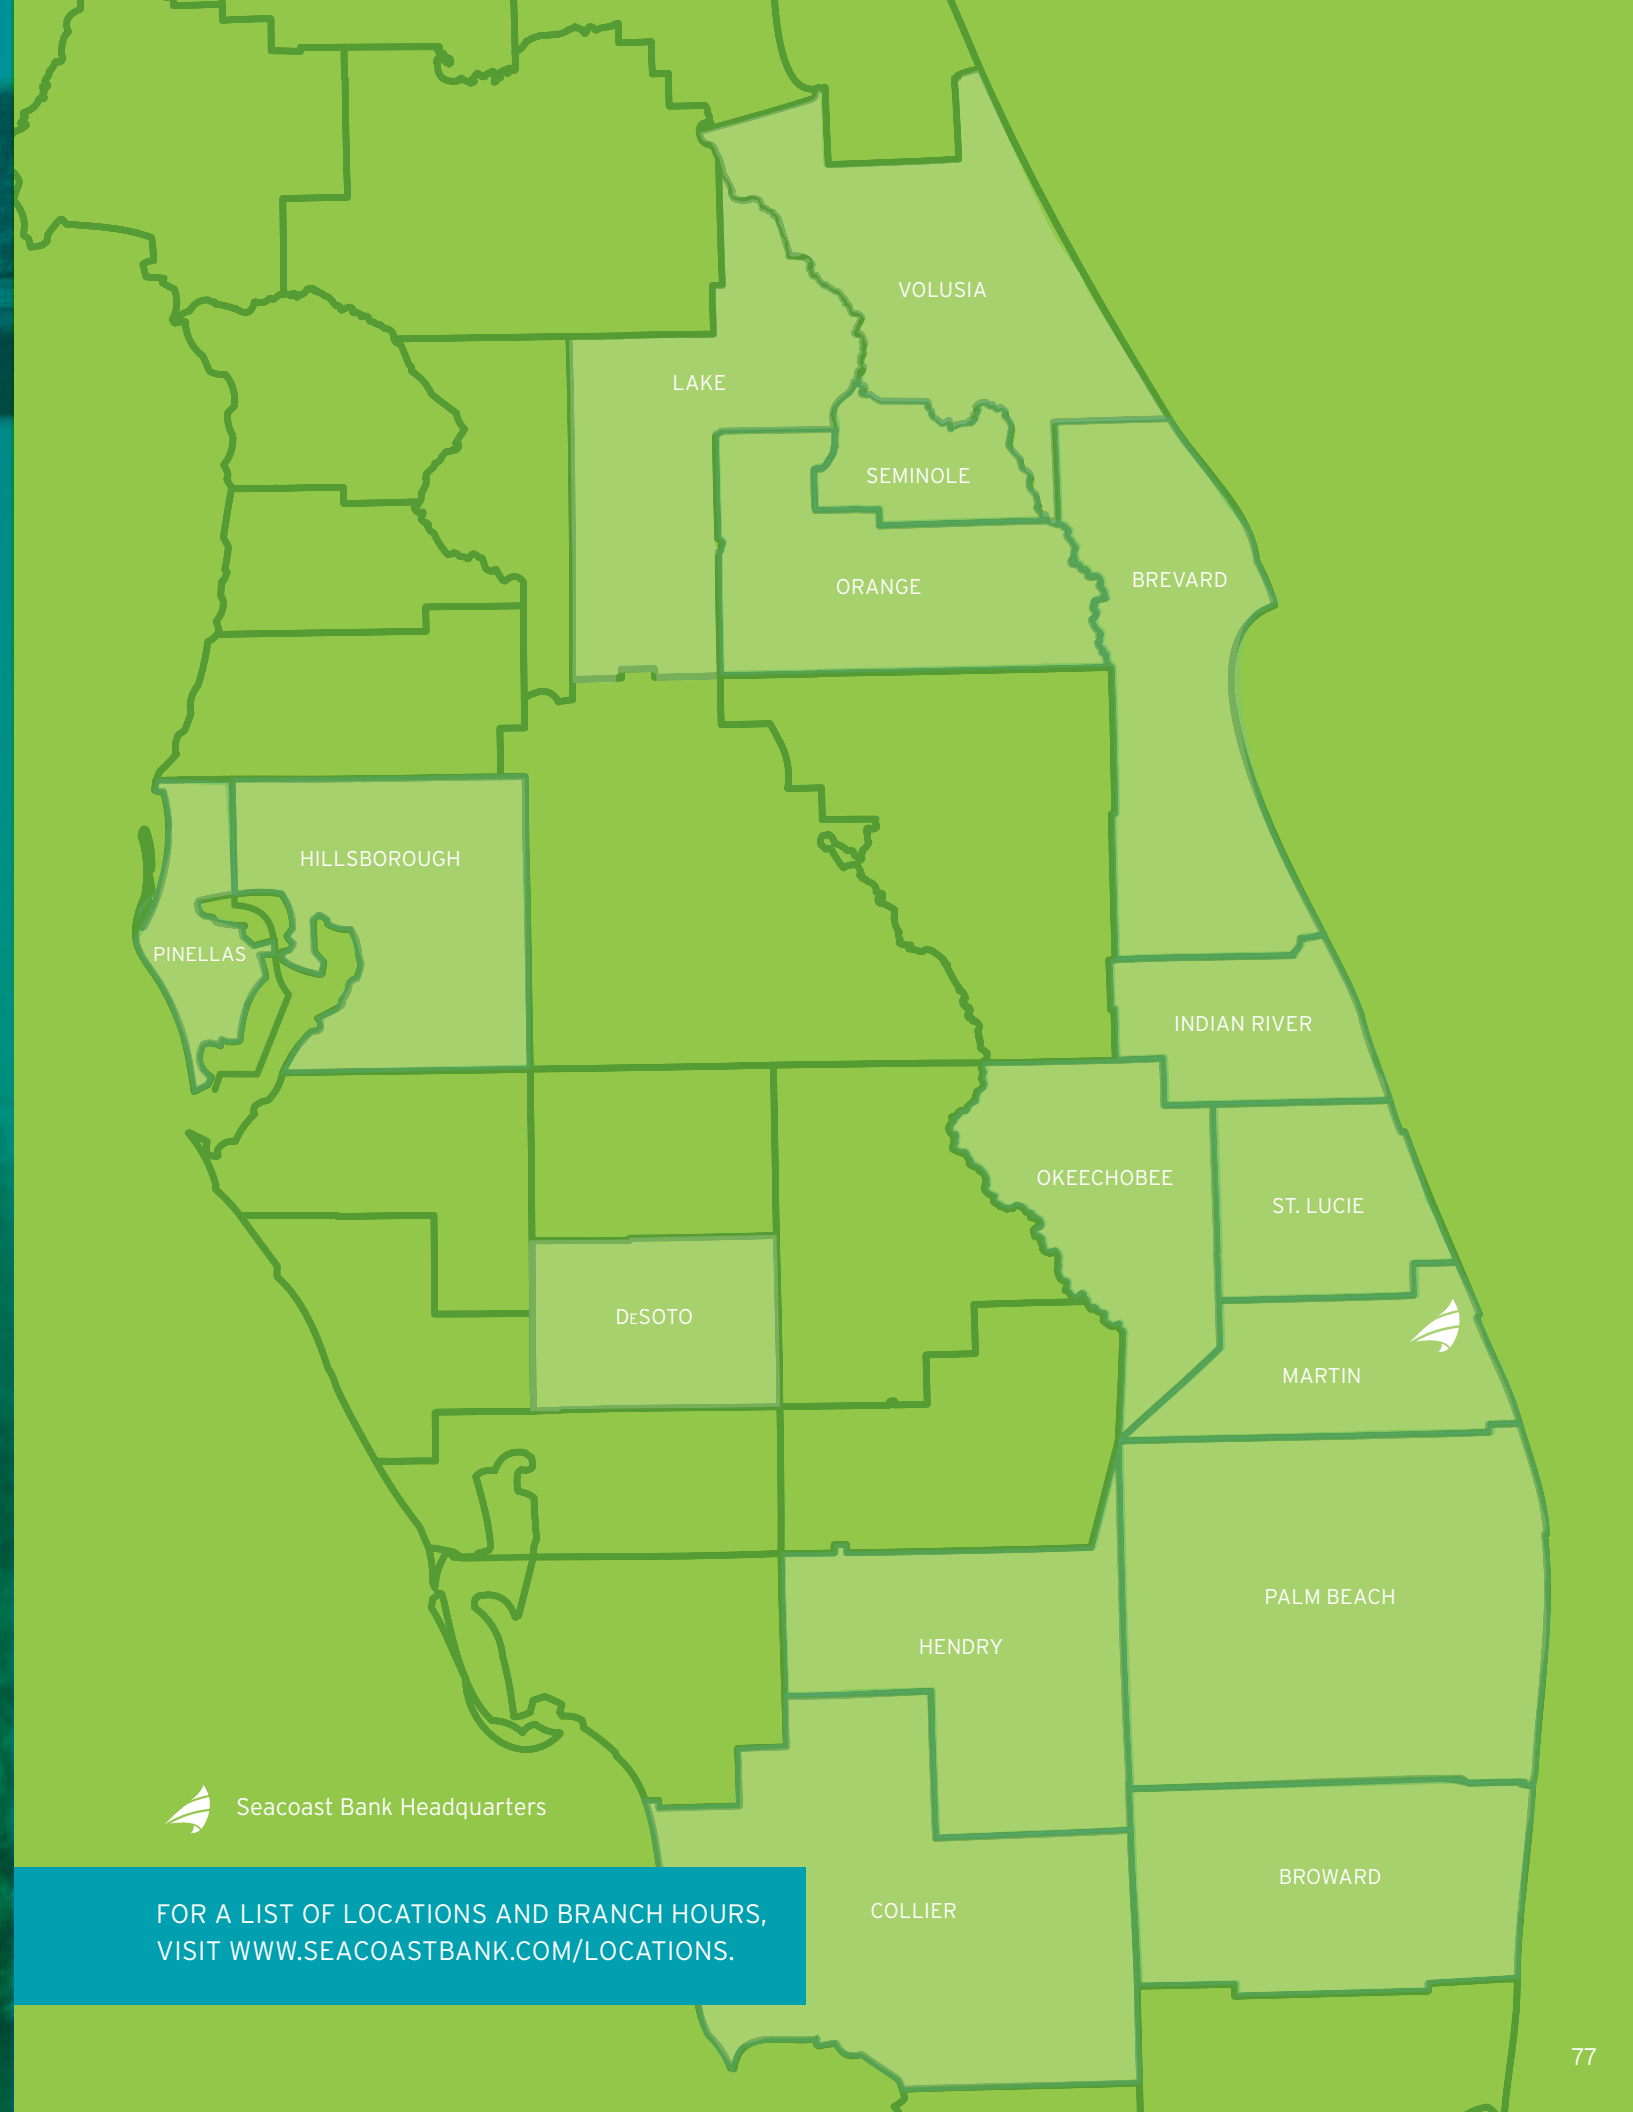 VOLUSIA
LAKE
SEMINOLE
ORANGE
BREVARD
HILLSBOROUGH
PINELLAS
INDIAN RIVER
OKEECHOBEE
ST. LUCIE
DeSOTO
MARTIN
PALM BEACH
HENDRY
Seacoast Bank Headquarters
BROWARD
COLLIER
FOR A LIST OF LOCATIONS AND BRANCH HOURS,
VISIT WWW.SEACOASTBANK.COM/LOCATIONS.
77